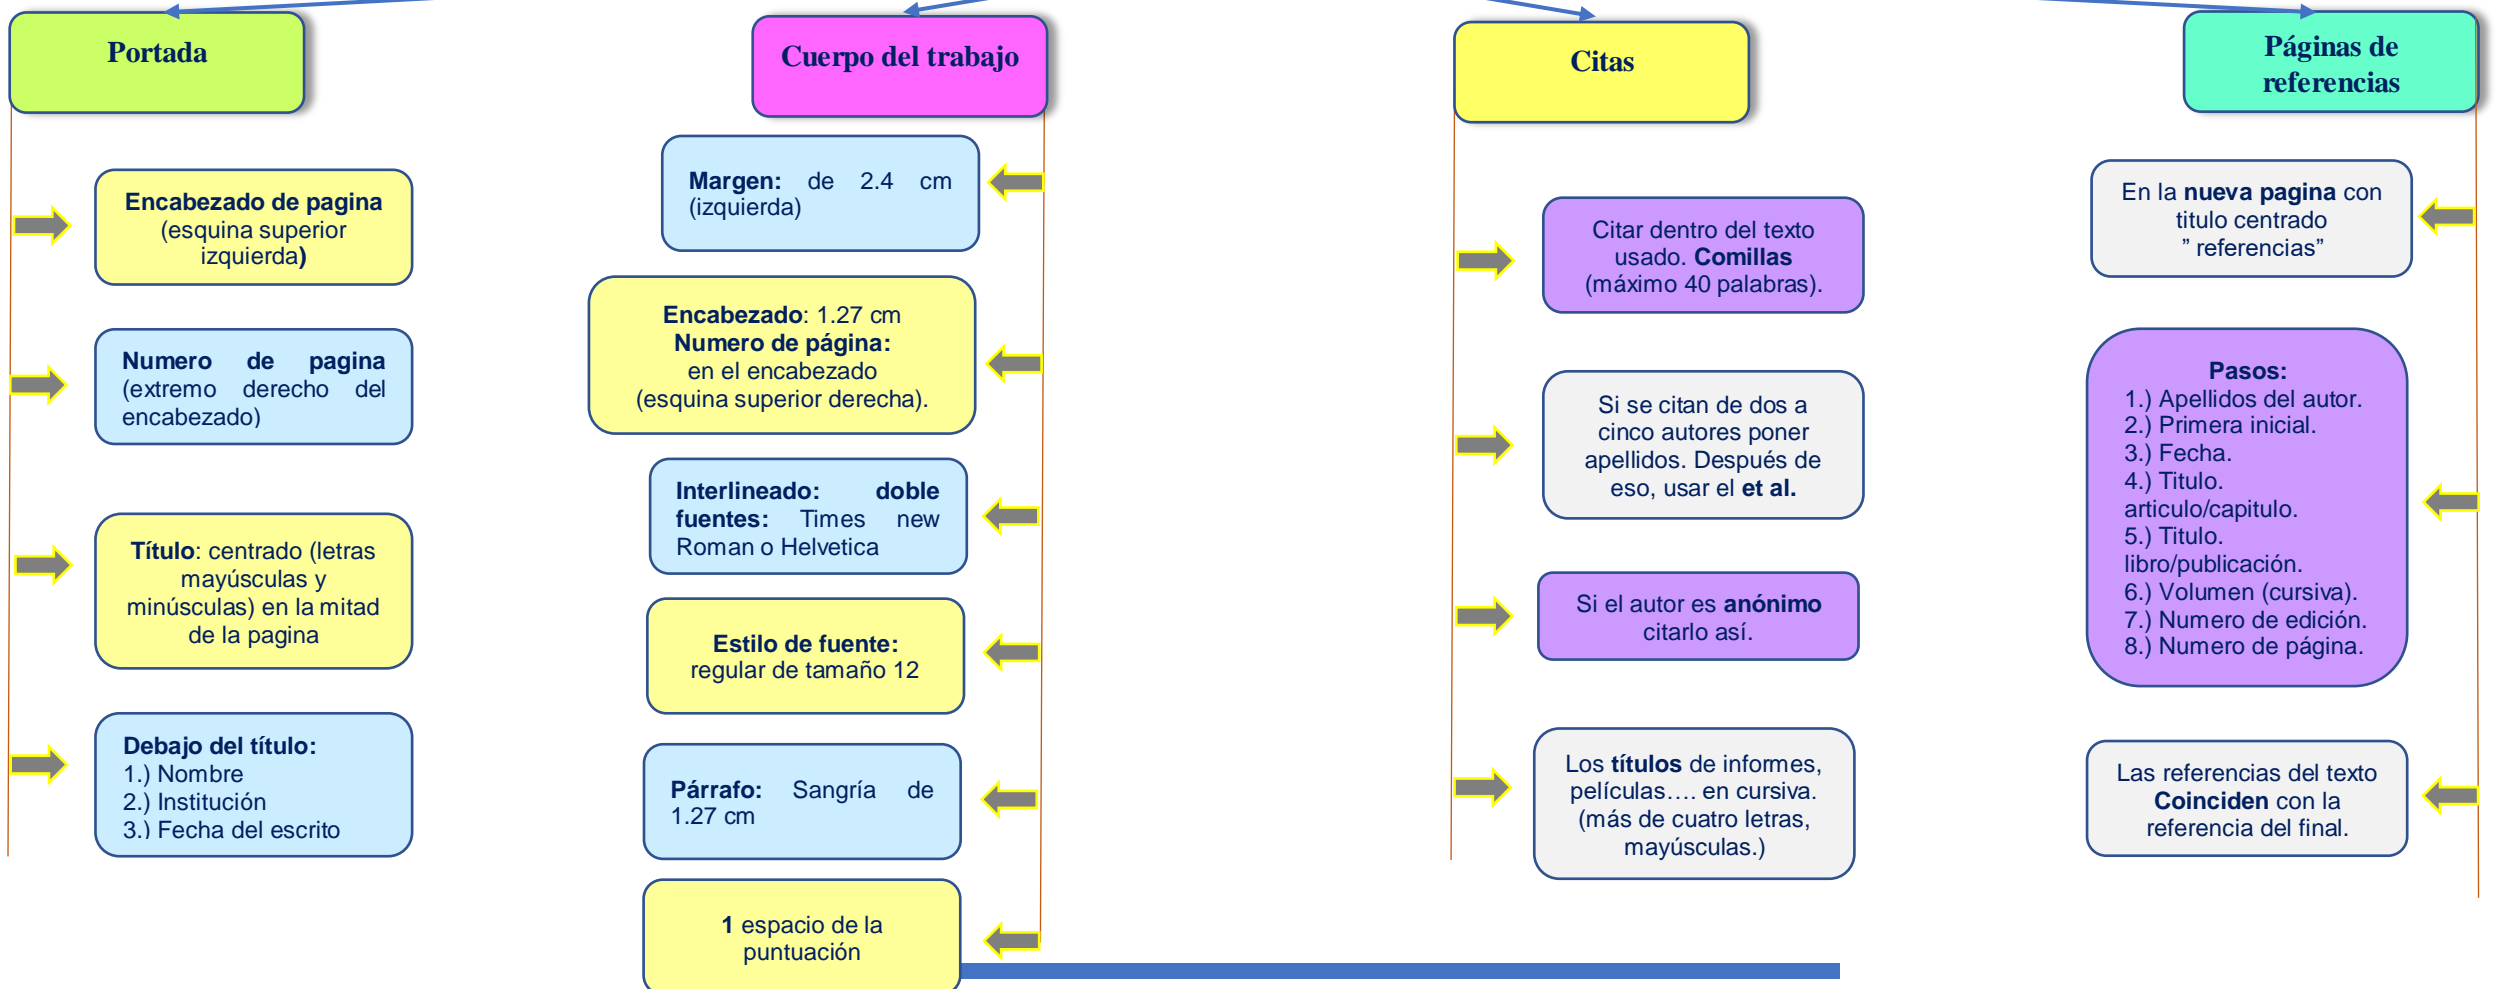 Portada
Encabezado de pagina
(esquina superior
izquierda)
Numero de pagina
(extremo derecho del
encabezado)
Título: centrado (letras
mayúsculas y
minúsculas) en la mitad
de la pagina
Debajo del título:
1.) Nombre
2.) Institución
3.) Fecha del escrito
Cuerpo del trabajo
Margen: de 2.4 cm
(izquierda)
Encabezado: 1.27 cm
Numero de página:
en el encabezado
(esquina superior derecha).
Interlineado: doble
fuentes: Times new
Roman o Helvetica
Estilo de fuente:
regular de tamaño 12
Párrafo: Sangría de
1.27 cm
1 espacio de la
puntuación
Citas
Citar dentro del texto
usado. Comillas
(máximo 40 palabras).
Si se citan de dos a
cinco autores poner
apellidos. Después de
eso, usar el et al.
Si el autor es anónimo
citarlo así.
Los títulos de informes,
películas…. en cursiva.
(más de cuatro letras,
mayúsculas.)
Páginas de
referencias
En la nueva pagina con
titulo centrado
” referencias”
Pasos:
1.) Apellidos del autor.
2.) Primera inicial.
3.) Fecha.
4.) Titulo.
articulo/capitulo.
5.) Titulo.
libro/publicación.
6.) Volumen (cursiva).
7.) Numero de edición.
8.) Numero de página.
Las referencias del texto
Coinciden con la
referencia del final.